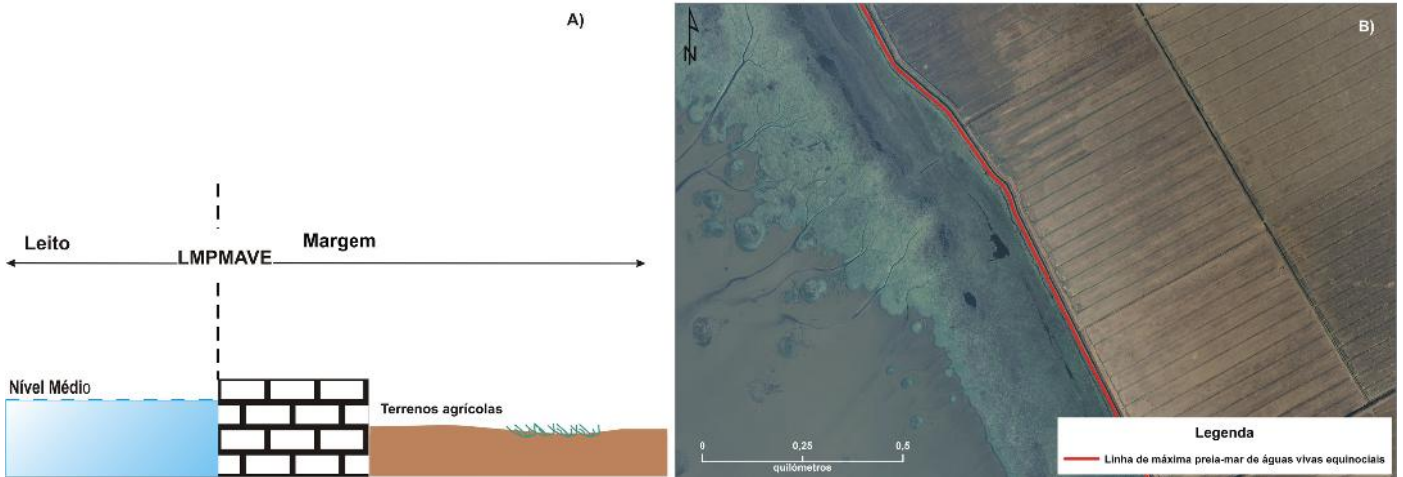 A)
Leito
Margem
LMPMAVE
Nível Médio
Terrenos agrícolas
B)
N
0
0,25
0,5
quilómetros
Legenda
Linha de máxima preia-mar de águas vivas equinociais